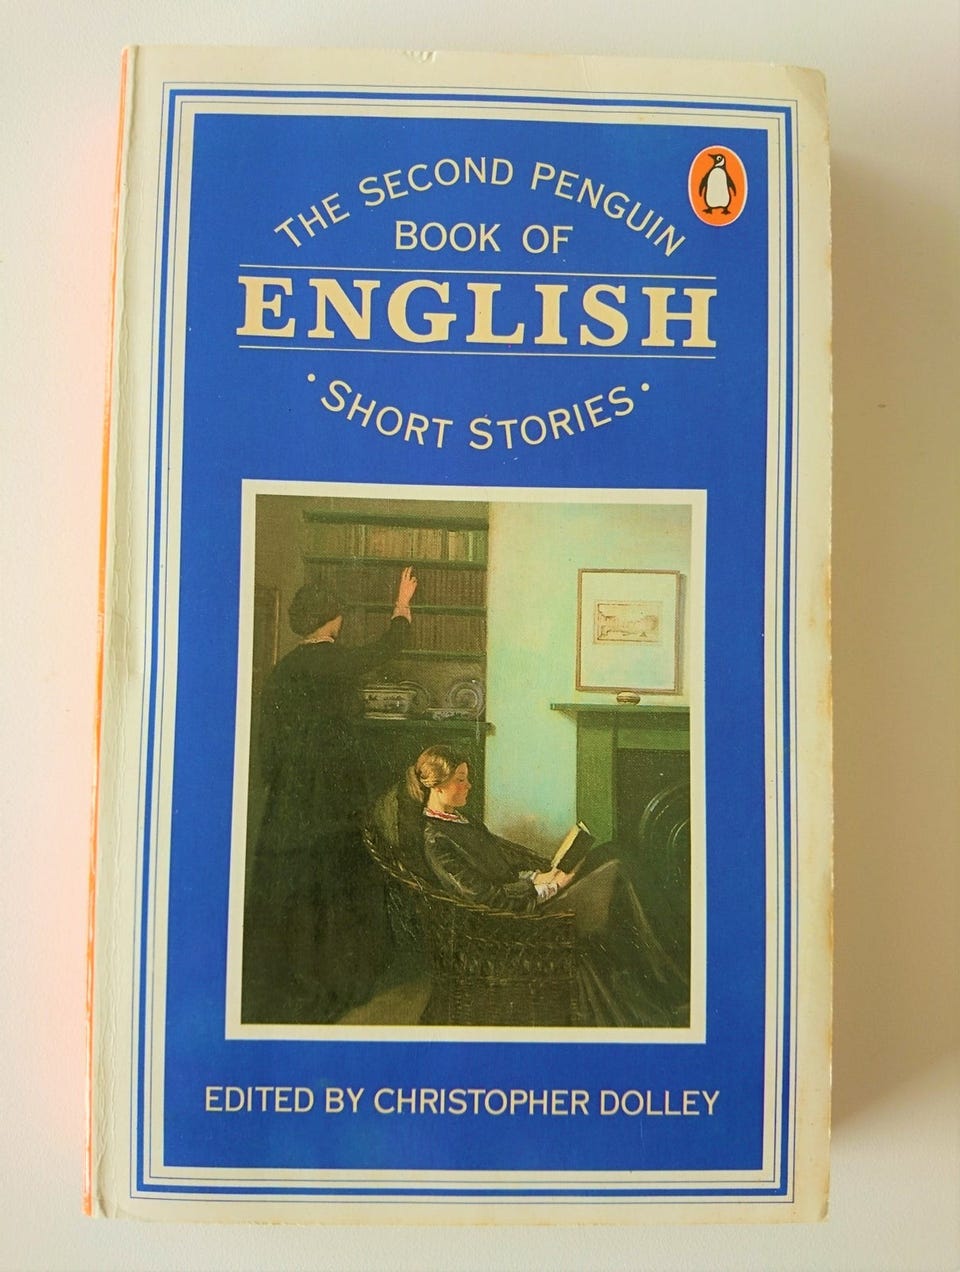 THE SECOND PENGUIN
BOOK OF
ENGLISH
• SHORT STORIES •
EDITED BY CHRISTOPHER DOLLEY